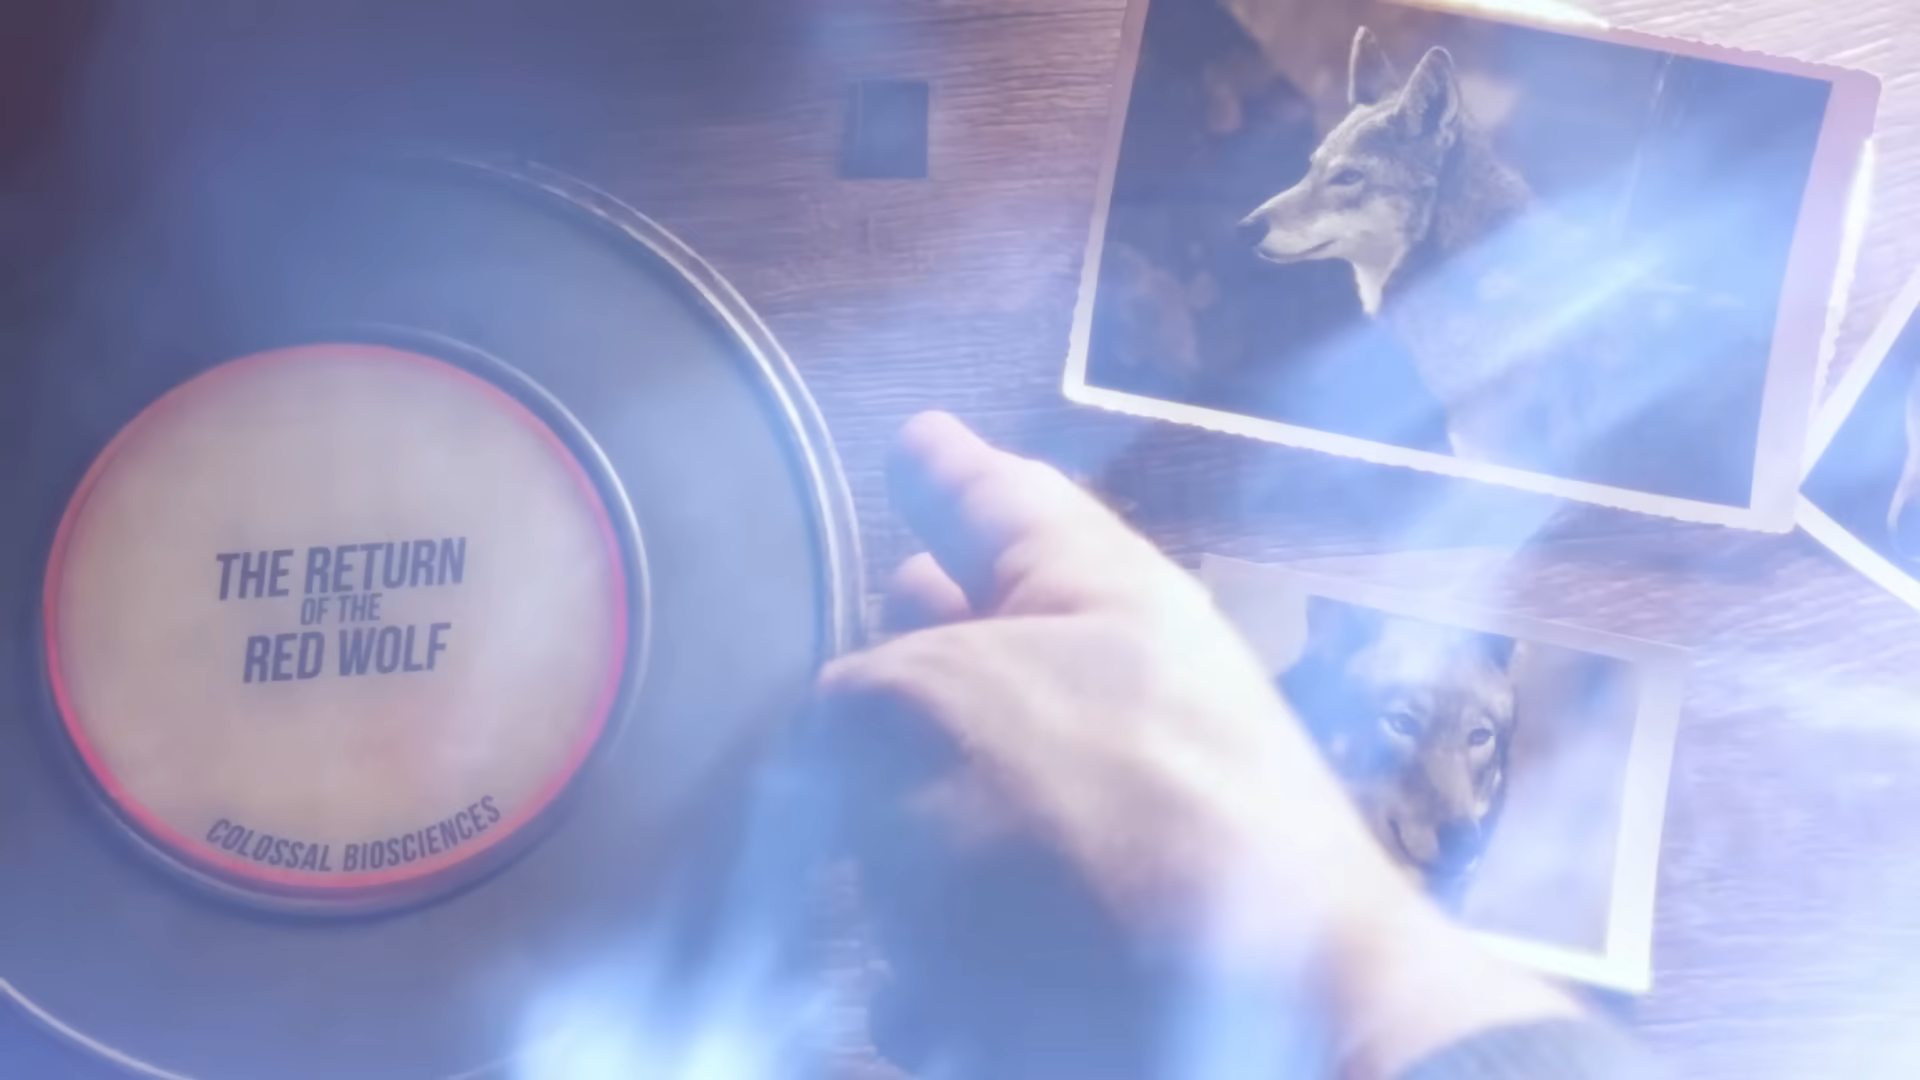 THE RETURN
OF THE
RED WOLF
COLOSSAL BIOSCIENCES